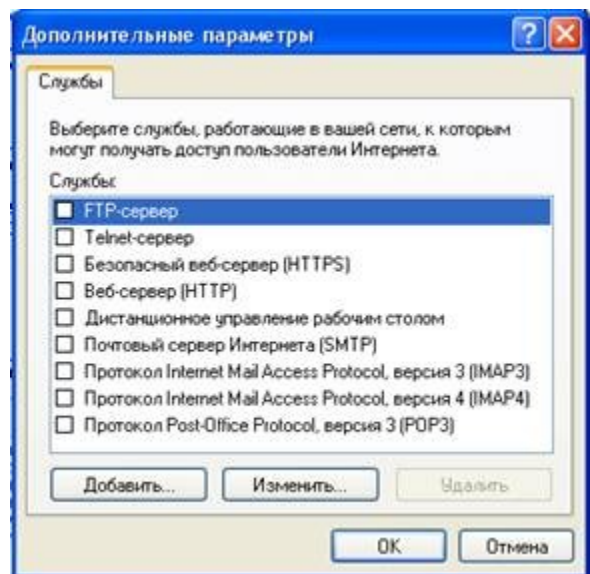 Дополнительные параметры
Службы
Выберите службы, работающие в вашей сети, к которым
могут получать доступ пользователи Интернета.
Службы:
FTP-сервер
Telnet-сервер
Безопасный веб-сервер (HTTPS)
Веб-сервер (HTTP)
Дистанционное управление рабочим столом
Почтовый сервер Интернета (SMTP)
Протокол Internet Mail Access Protocol, версия 3 (IMAP3)
Протокол Internet Mail Access Protocol, версия 4 (IMAP4)
Протокол Post-Office Protocol, версия 3 (POP3)
Добавить... Изменить... Удалить
OK Отмена